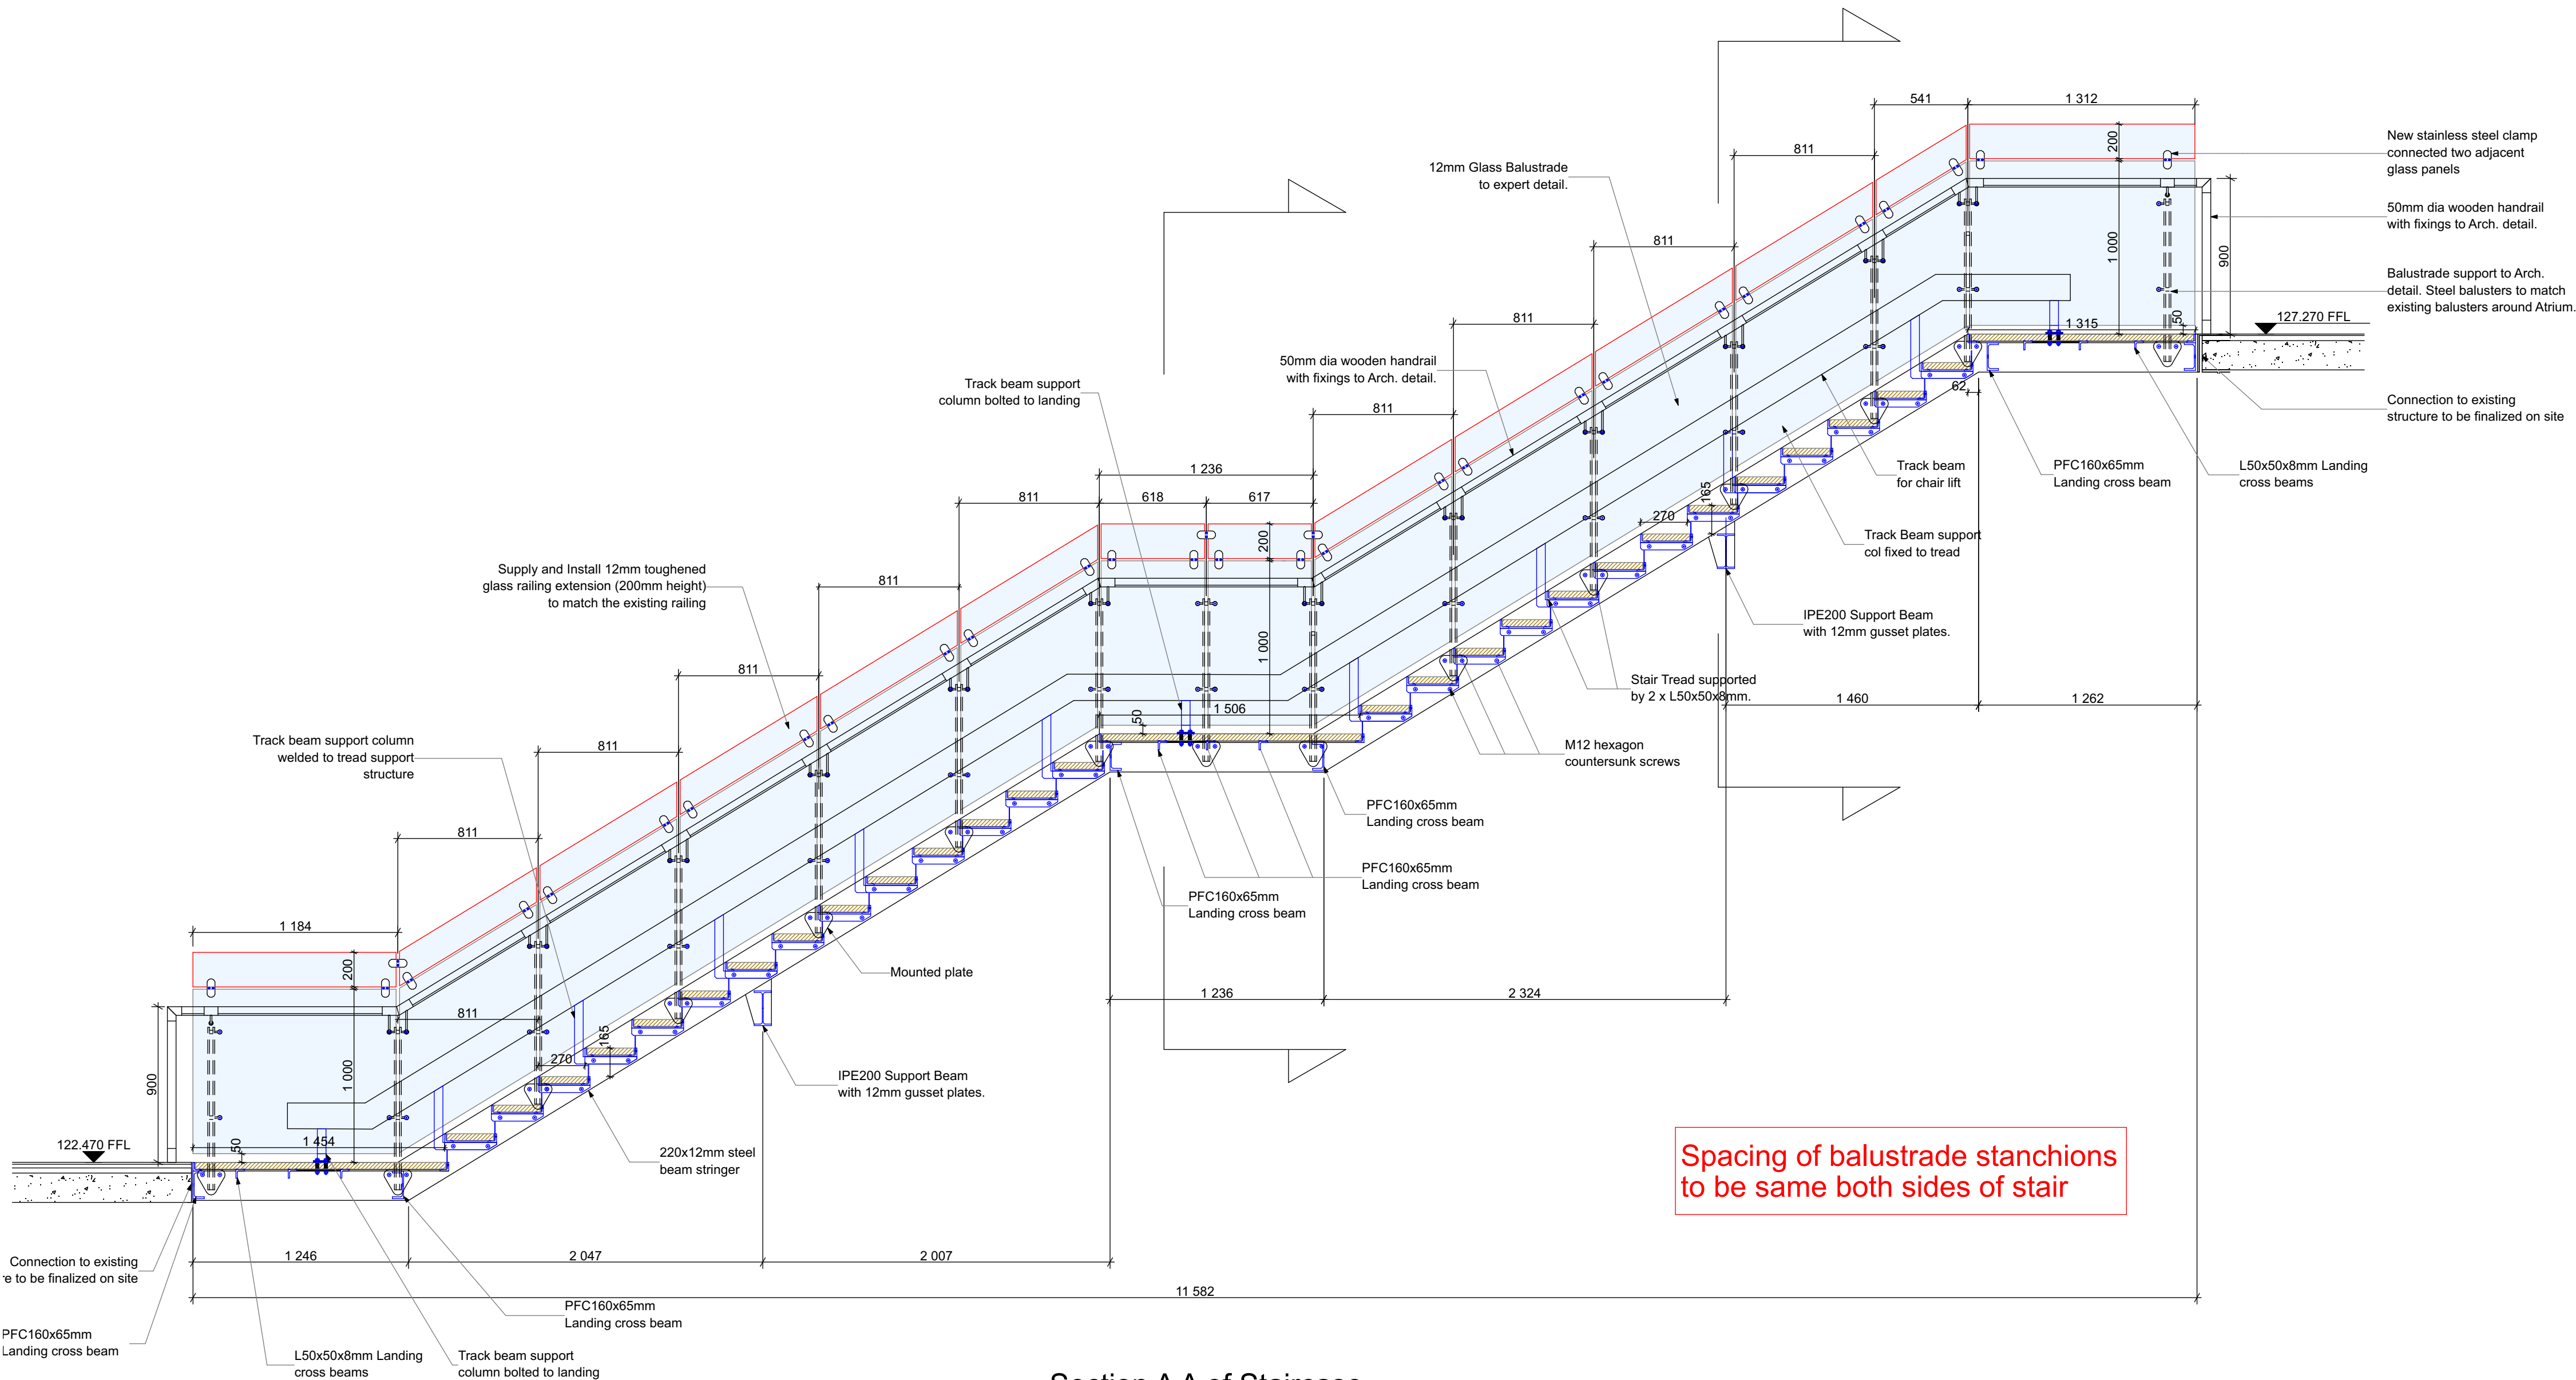 541
1 312
200
New stainless steel clamp
connected two adjacent
glass panels
811
12mm Glass Balustrade
to expert detail.
50mm dia wooden handrail
with fixings to Arch. detail.
1 000
900
811
Balustrade support to Arch.
detail. Steel balusters to match
existing balusters around Atrium.
50
127.270 FFL
1 315
811
50mm dia wooden handrail
with fixings to Arch. detail.
Track beam support
column bolted to landing
62
811
Connection to existing
structure to be finalized on site
1 236
Track beam
for chair lift
PFC160x65mm
Landing cross beam
L50x50x8mm Landing
cross beams
811
618
617
165
270
200
Track Beam support
col fixed to tread
Supply and Install 12mm toughened
glass railing extension (200mm height)
to match the existing railing
811
IPE200 Support Beam
with 12mm gusset plates.
1 000
811
Stair Tread supported
by 2 x L50x50x8mm.
1 460
1 262
1 506
50
Track beam support column
welded to tread support
structure
811
M12 hexagon
countersunk screws
PFC160x65mm
Landing cross beam
811
PFC160x65mm
Landing cross beam
PFC160x65mm
Landing cross beam
1 184
200
Mounted plate
1 236
2 324
811
165
270
900
1 000
IPE200 Support Beam
with 12mm gusset plates.
122.470 FFL
50
1 454
220x12mm steel
beam stringer
Spacing of balustrade stanchions
to be same both sides of stair
Connection to existing
e to be finalized on site
1 246
2 047
2 007
11 582
PFC160x65mm
Landing cross beam
PFC160x65mm
Landing cross beam
L50x50x8mm Landing
cross beams
Track beam support
column bolted to landing
Section A A of Staircase